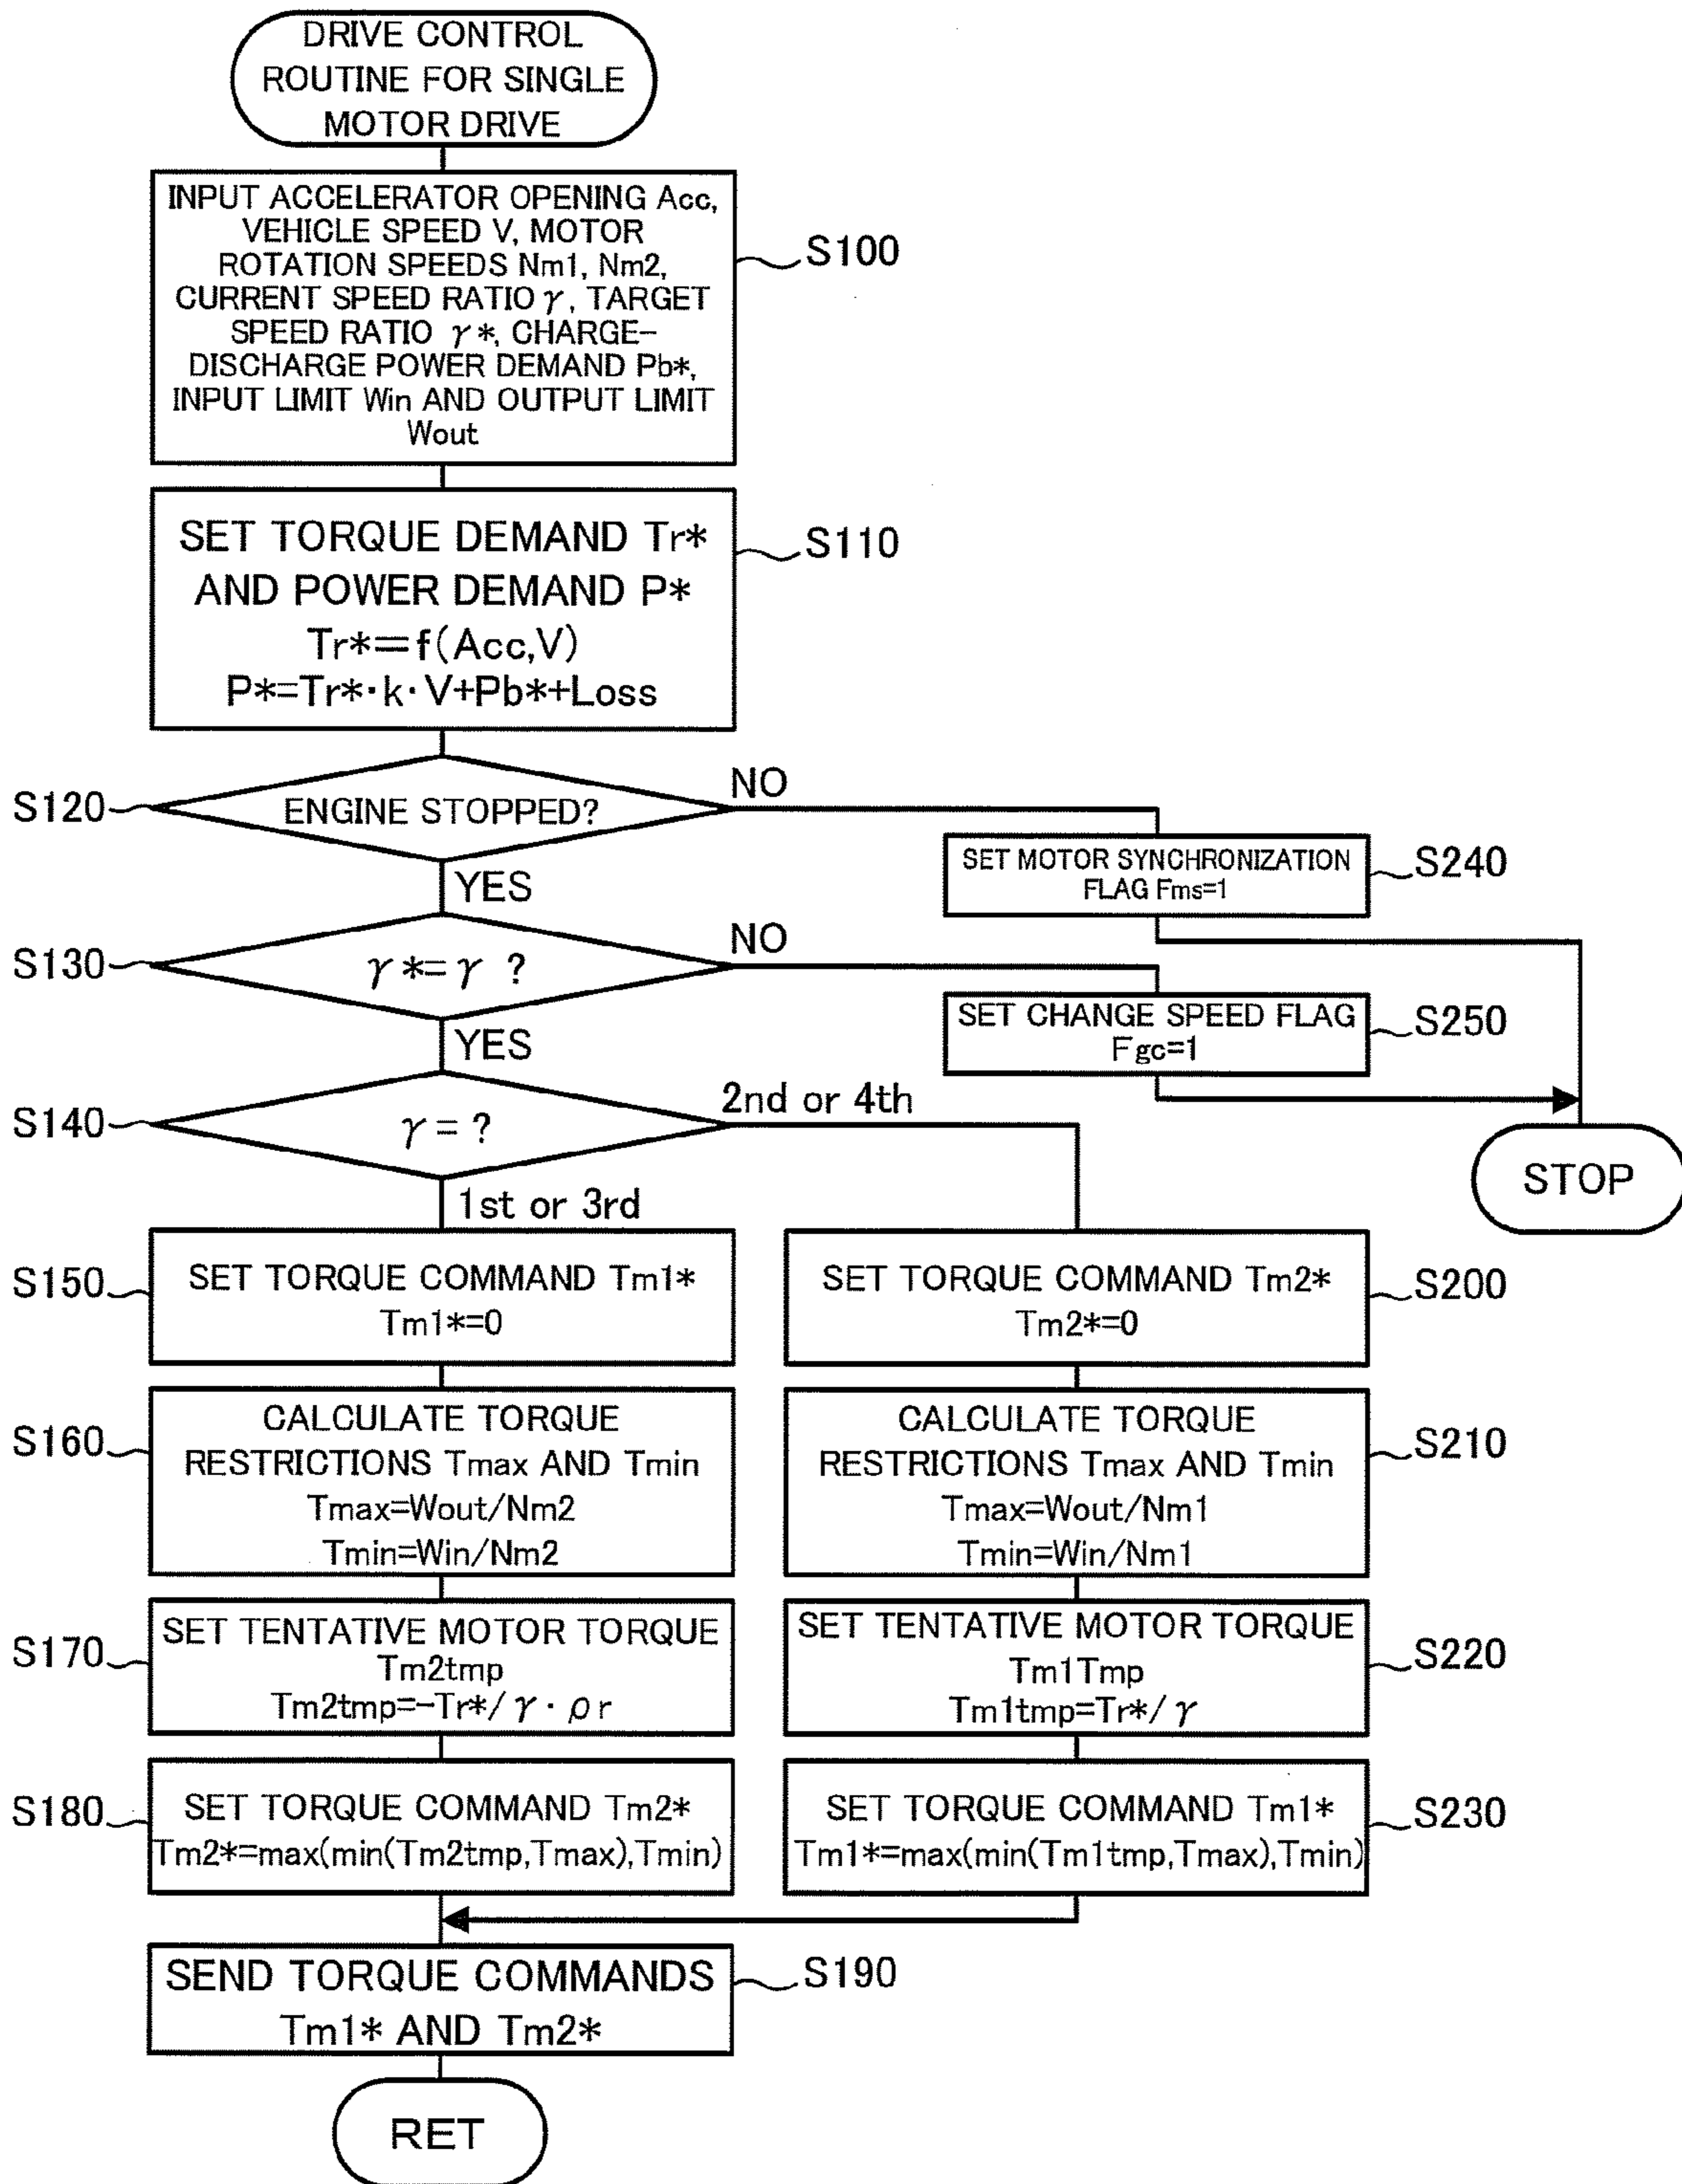 DRIVE CONTROL
ROUTINE FOR SINGLE
MOTOR DRIVE
INPUT ACCELERATOR OPENING Acc,
VEHICLE SPEED V, MOTOR
ROTATION SPEEDS Nm1, Nm2,
CURRENT SPEED RATIO γ, TARGET
SPEED RATIO γ*, CHARGE-
DISCHARGE POWER DEMAND Pb*,
INPUT LIMIT Win AND OUTPUT LIMIT
Wout
S100
SET TORQUE DEMAND Tr*
AND POWER DEMAND P*
Tr*=f(Acc,V)
P*=Tr*·k·V+Pb*+Loss
S110
S120
ENGINE STOPPED?
NO
YES
SET MOTOR SYNCHRONIZATION
FLAG Fms=1
S240
S130
γ*=γ ?
NO
YES
SET CHANGE SPEED FLAG
Fgc=1
S250
S140
γ= ?
2nd or 4th
1st or 3rd
STOP
S150
SET TORQUE COMMAND Tm1*
Tm1*=0
SET TORQUE COMMAND Tm2*
Tm2*=0
S200
S160
CALCULATE TORQUE
RESTRICTIONS Tmax AND Tmin
Tmax=Wout/Nm2
Tmin=Win/Nm2
CALCULATE TORQUE
RESTRICTIONS Tmax AND Tmin
Tmax=Wout/Nm1
Tmin=Win/Nm1
S210
S170
SET TENTATIVE MOTOR TORQUE
Tm2tmp
Tm2tmp=-Tr*/γ·ρr
SET TENTATIVE MOTOR TORQUE
Tm1Tmp
Tm1tmp=Tr*/γ
S220
S180
SET TORQUE COMMAND Tm2*
Tm2*=max(min(Tm2tmp,Tmax),Tmin)
SET TORQUE COMMAND Tm1*
Tm1*=max(min(Tm1tmp,Tmax),Tmin)
S230
SEND TORQUE COMMANDS
Tm1* AND Tm2*
S190
RET